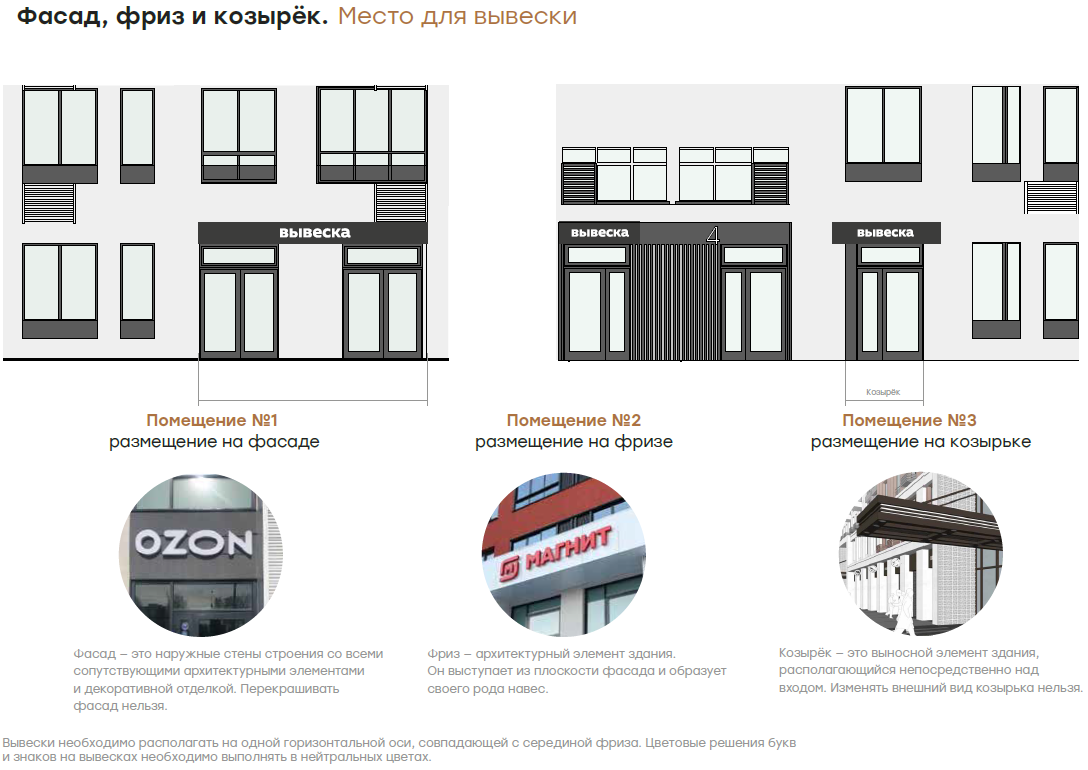 Фасад, фриз и козырёк. Место для вывески
вывеска
вывеска
4
вывеска
Козырёк
Помещение №1
размещение на фасаде
Помещение №2
размещение на фризе
Помещение №3
размещение на козырьке
OZON
МАГНИТ
Фасад – это наружные стены строения со всеми
сопутствующими архитектурными элементами
и декоративной отделкой. Перекрашивать
фасад нельзя.
Фриз – архитектурный элемент здания.
Он выступает из плоскости фасада и образует
своего рода навес.
Козырёк – это выносной элемент здания,
располагающийся непосредственно над
входом. Изменять внешний вид козырька нельзя.
Вывески необходимо располагать на одной горизонтальной оси, совпадающей с серединой фриза. Цветовые решения букв
и знаков на вывесках необходимо выполнять в нейтральных цветах.